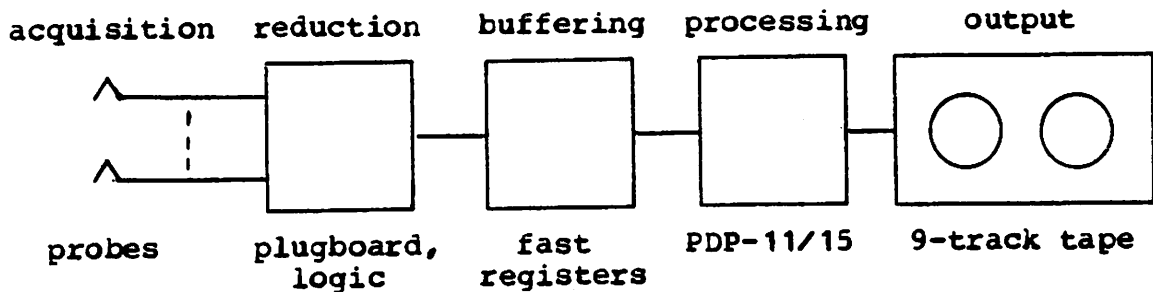 acquisition reduction buffering processing output
probes plugboard, logic fast registers PDP-11/15 9-track tape